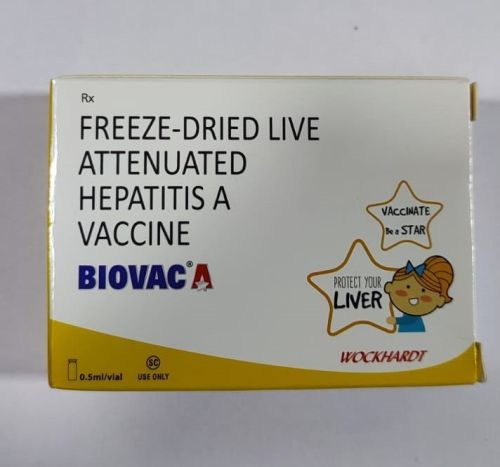 Rx
FREEZE-DRIED LIVE
ATTENUATED
HEPATITIS A
VACCINE
BIOVAC® A
VACCINATE
Be a STAR
PROTECT YOUR
LIVER
WOCKHARDT
0.5ml/vial
SC
USE ONLY